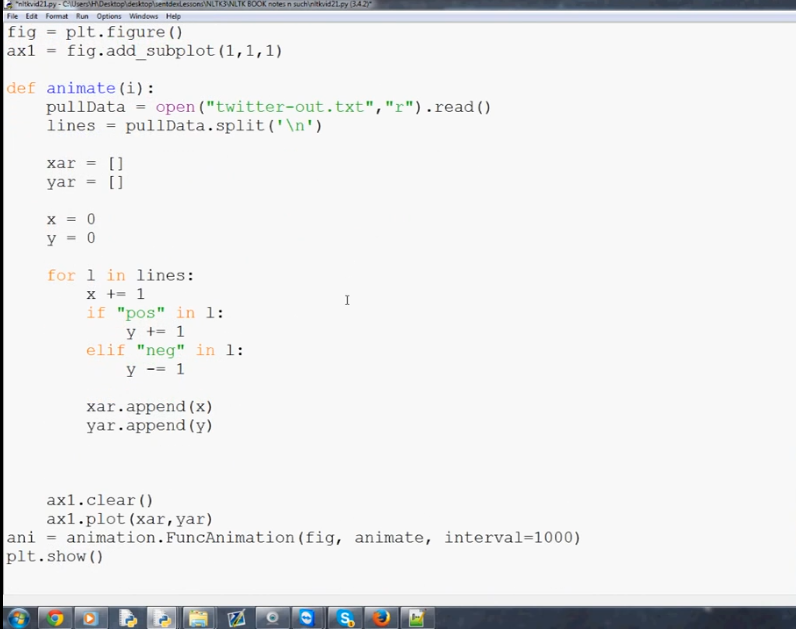 *nltkvid21.py - C:\Users\H\Desktop\desktop\sentdexLessons\NLTK3\NLTK BOOK notes n such\nltkvid21.py (3.4.2)*
File Edit Format Run Options Windows Help
fig = plt.figure()
ax1 = fig.add_subplot(1,1,1)
def animate(i):
    pullData = open("twitter-out.txt","r").read()
    lines = pullData.split('\n')
    xar = []
    yar = []
    x = 0
    y = 0
    for l in lines:
        x += 1
        if "pos" in l:
            y += 1
        elif "neg" in l:
            y -= 1
        xar.append(x)
        yar.append(y)
    ax1.clear()
    ax1.plot(xar,yar)
ani = animation.FuncAnimation(fig, animate, interval=1000)
plt.show()